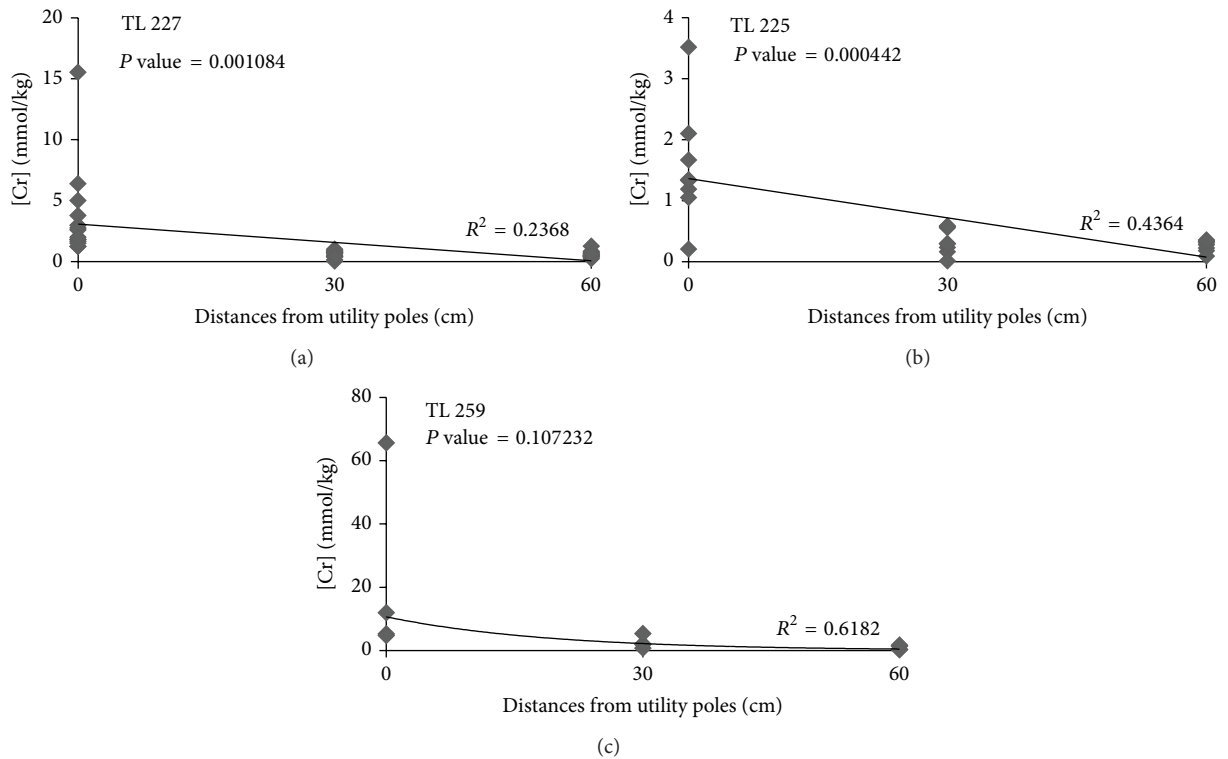 TL 227
P value = 0.001084
[Cr] (mmol/kg)
20
15
10
5
0
R² = 0.2368
0 30 60
Distances from utility poles (cm)
(a)
TL 225
P value = 0.000442
[Cr] (mmol/kg)
4
3
2
1
0
R² = 0.4364
0 30 60
Distances from utility poles (cm)
(b)
TL 259
P value = 0.107232
[Cr] (mmol/kg)
80
60
40
20
0
R² = 0.6182
0 30 60
Distances from utility poles (cm)
(c)